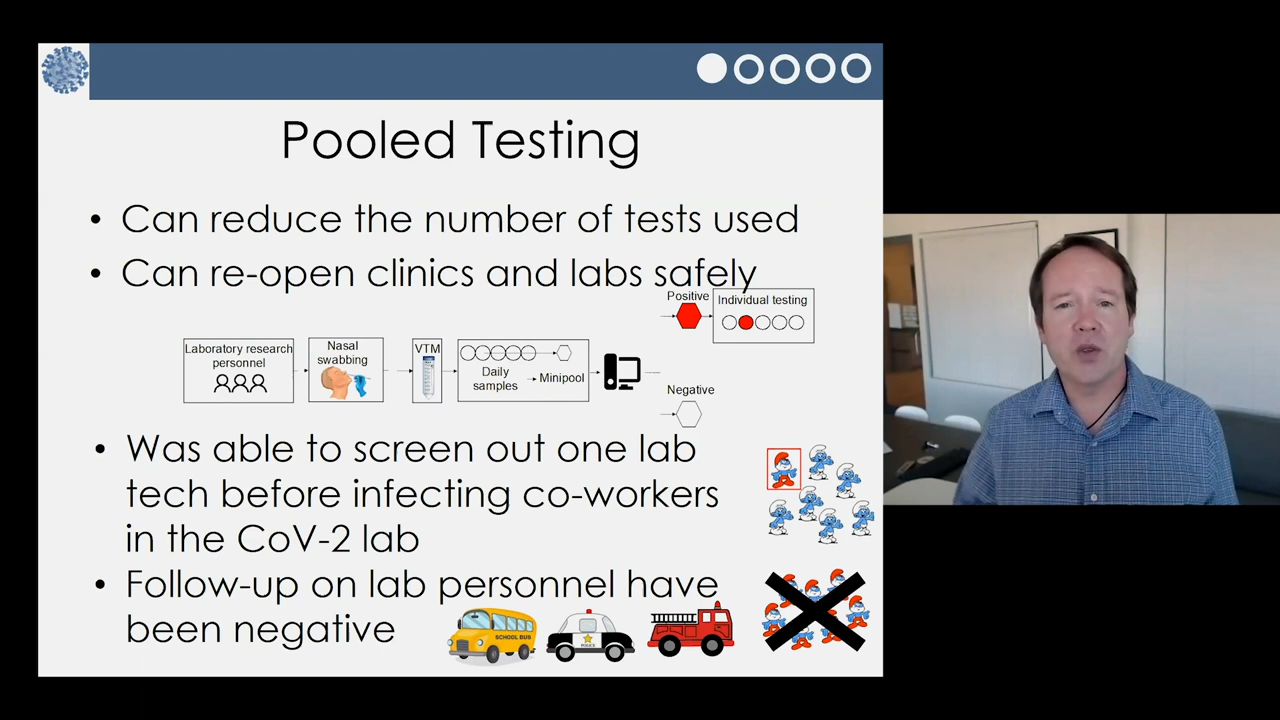 Pooled Testing
• Can reduce the number of tests used
• Can re-open clinics and labs safely
Positive
Individual testing
Laboratory research
personnel
Nasal
swabbing
VTM
Daily
samples
Minipool
Negative
• Was able to screen out one lab
tech before infecting co-workers
in the CoV-2 lab
• Follow-up on lab personnel have
been negative
SCHOOL BUS
POLICE